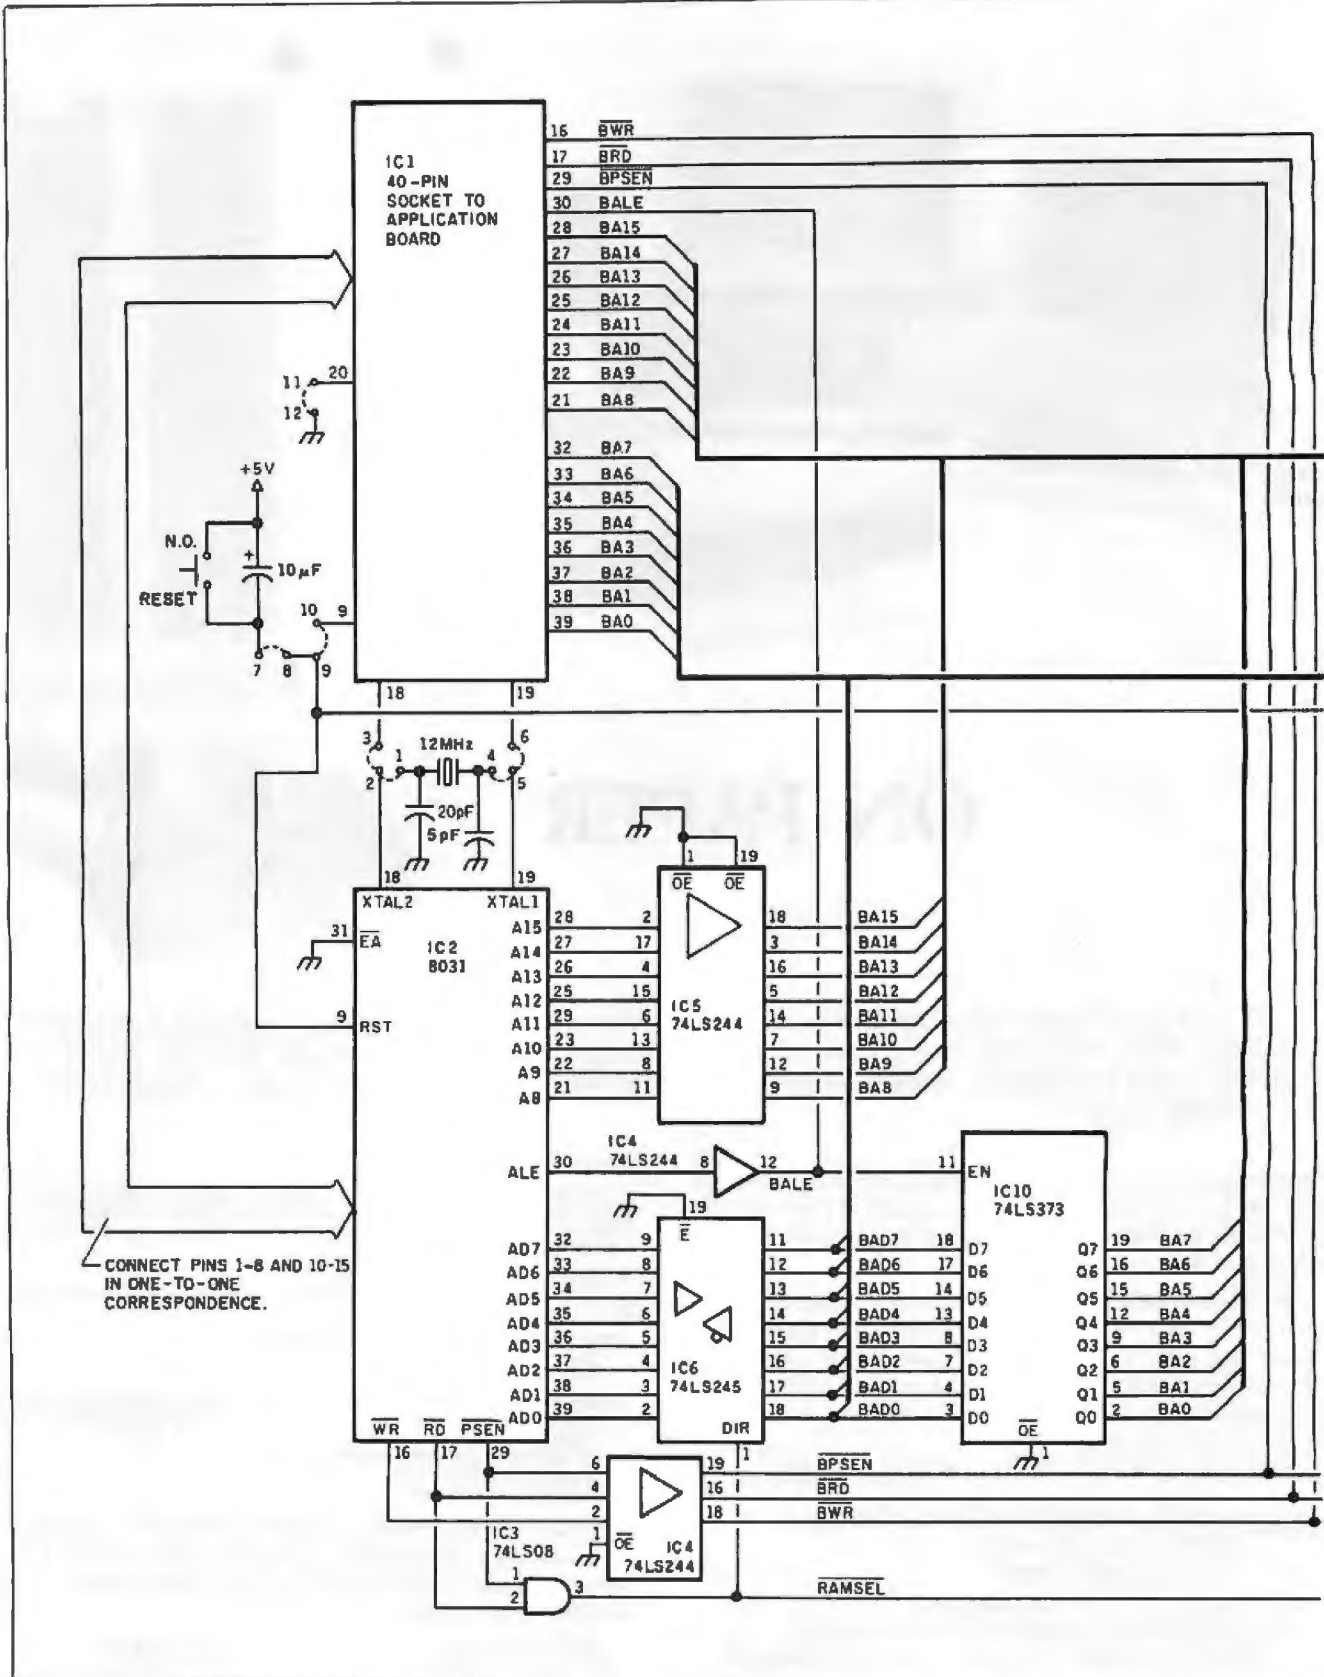 IC1
40-PIN
SOCKET TO
APPLICATION
BOARD
16 BWR
17 BRD
29 BPSEN
30 BALE
28 BA15
27 BA14
26 BA13
25 BA12
24 BA11
23 BA10
22 BA9
21 BA8
32 BA7
33 BA6
34 BA5
35 BA4
36 BA3
37 BA2
38 BA1
39 BA0
11 20
12
+5V
N.O.
+
10µF
RESET
10 9
7 8 9
18 19
3 12MHz 6
1 4
2 5
20pF
5pF
18 19
XTAL2 XTAL1
31
EA
IC2
8031
9 RST
A15 28 2
A14 27 17
A13 26 4
A12 25 15
A11 29 6
A10 23 13
A9 22 8
A8 21 11
1 19
OE OE
IC5
74LS244
18 BA15
3 BA14
16 BA13
5 BA12
14 BA11
7 BA10
12 BA9
9 BA8
IC4
74LS244
ALE 30 8 12
BALE
11 EN
IC10
74LS373
19
E
AD7 32 9 11 BAD7 18 D7 Q7 19 BA7
AD6 33 8 12 BAD6 17 D6 Q6 16 BA6
AD5 34 7 13 BAD5 14 D5 Q5 15 BA5
AD4 35 6 14 BAD4 13 D4 Q4 12 BA4
AD3 36 5 15 BAD3 8 D3 Q3 9 BA3
AD2 37 4 16 BAD2 7 D2 Q2 6 BA2
AD1 38 3 17 BAD1 4 D1 Q1 5 BA1
AD0 39 2 18 BAD0 3 D0 Q0 2 BA0
IC6
74LS245
DIR
1
OE
1
CONNECT PINS 1-8 AND 10-15
IN ONE-TO-ONE
CORRESPONDENCE.
WR RD PSEN
16 17 29
6 19 BPSEN
4 16 BRD
2 18 BWR
1 OE
IC4
74LS244
IC3
74LS08
1
2
3
RAMSEL